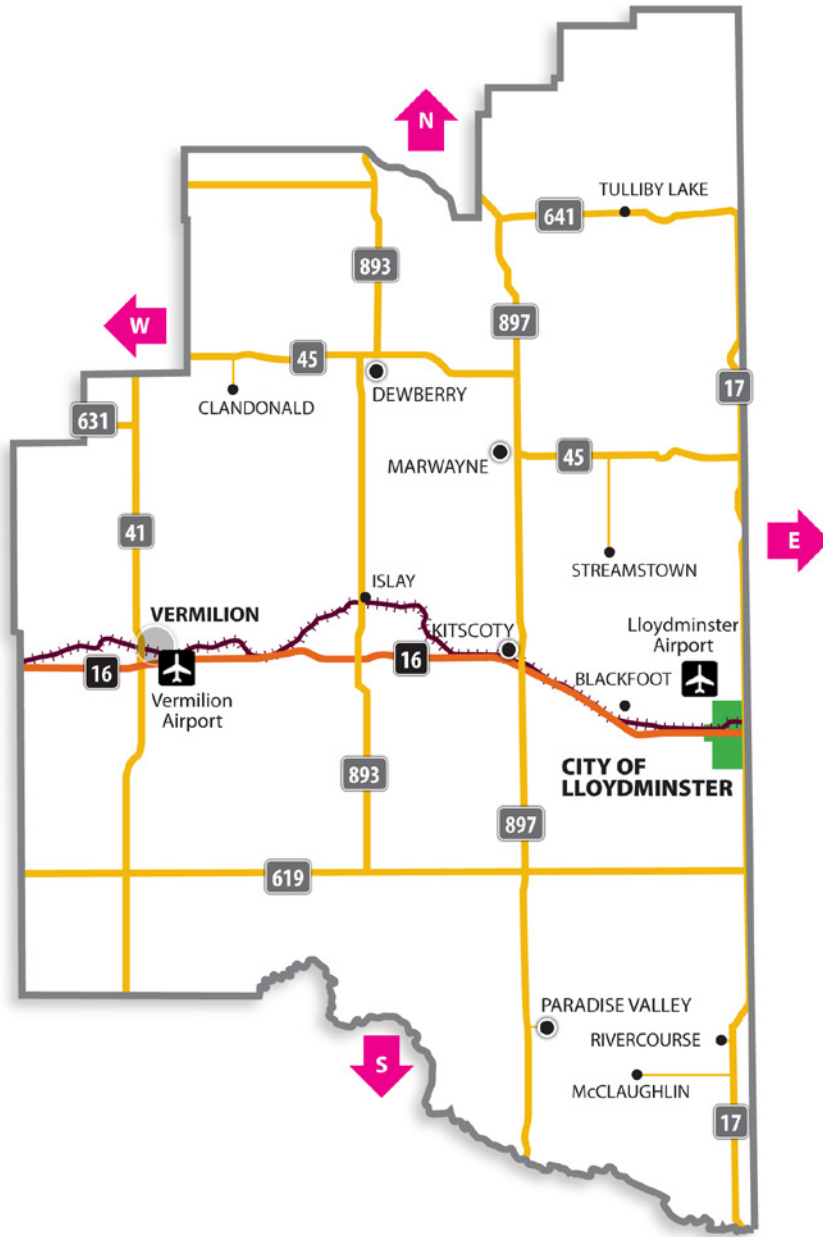 N
TULLIBY LAKE
641
893
897
W
45
17
CLANDONALD
DEWBERRY
631
MARWAYNE
45
41
E
STREAMSTOWN
ISLAY
VERMILION
KITSCOTY
Lloydminster
Airport
16
16
BLACKFOOT
Vermilion
Airport
CITY OF
LLOYDMINSTER
893
897
619
PARADISE VALLEY
RIVERCOURSE
S
McCLAUGHLIN
17